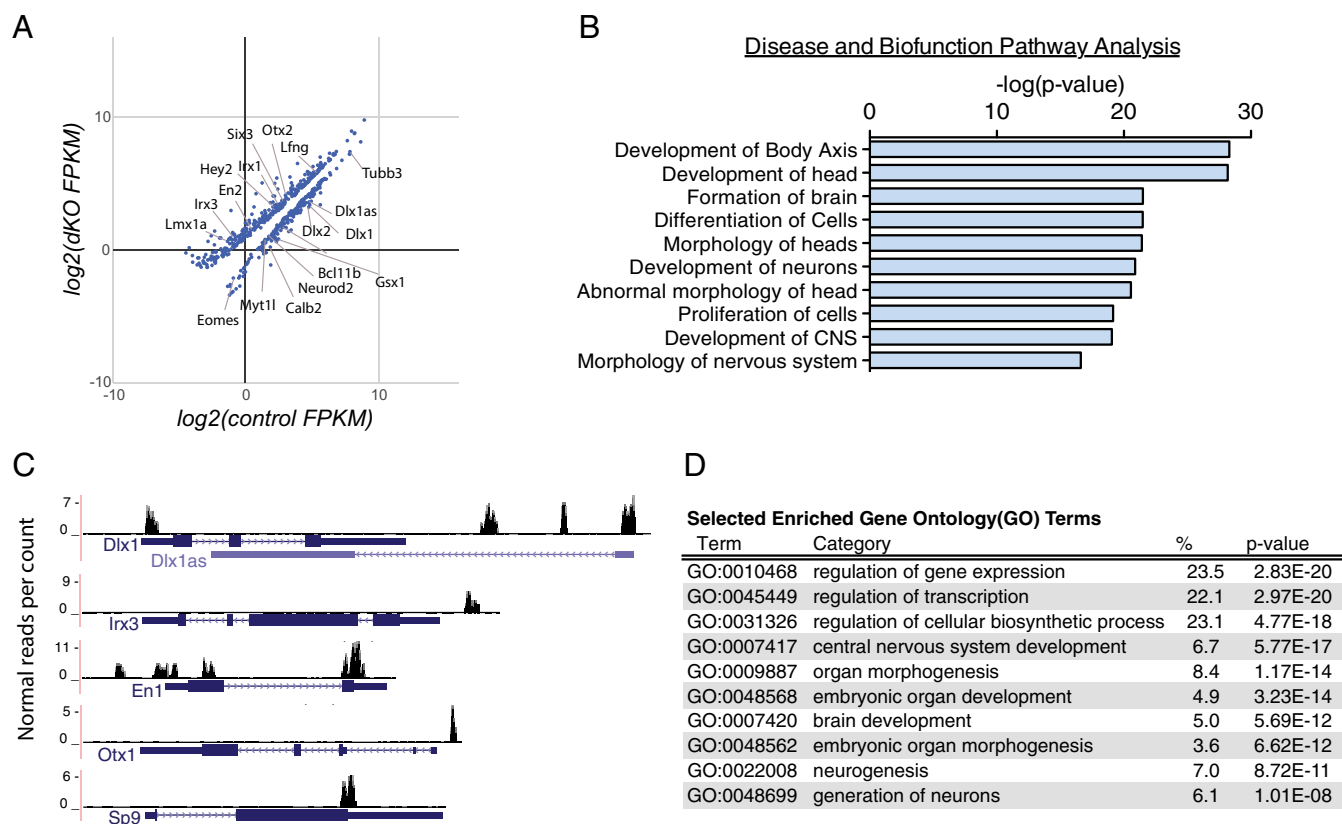 A
log2(dKO FPKM)
10
0
-10
-10
0
10
log2(control FPKM)
Six3
Otx2
Lfng
Hey2
Irx1
En2
Irx3
Lmx1a
Tubb3
Dlx1as
Dlx2
Dlx1
Bcl11b
Gsx1
Neurod2
Myt1l
Calb2
Eomes
B
Disease and Biofunction Pathway Analysis
-log(p-value)
0 10 20 30
Development of Body Axis
Development of head
Formation of brain
Differentiation of Cells
Morphology of heads
Development of neurons
Abnormal morphology of head
Proliferation of cells
Development of CNS
Morphology of nervous system
C
Normal reads per count
7
0
Dlx1
Dlx1as
9
0
Irx3
11
0
En1
5
0
Otx1
6
0
Sp9
D
Selected Enriched Gene Ontology(GO) Terms
Term Category % p-value
GO:0010468 regulation of gene expression 23.5 2.83E-20
GO:0045449 regulation of transcription 22.1 2.97E-20
GO:0031326 regulation of cellular biosynthetic process 23.1 4.77E-18
GO:0007417 central nervous system development 6.7 5.77E-17
GO:0009887 organ morphogenesis 8.4 1.17E-14
GO:0048568 embryonic organ development 4.9 3.23E-14
GO:0007420 brain development 5.0 5.69E-12
GO:0048562 embryonic organ morphogenesis 3.6 6.62E-12
GO:0022008 neurogenesis 7.0 8.72E-11
GO:0048699 generation of neurons 6.1 1.01E-08